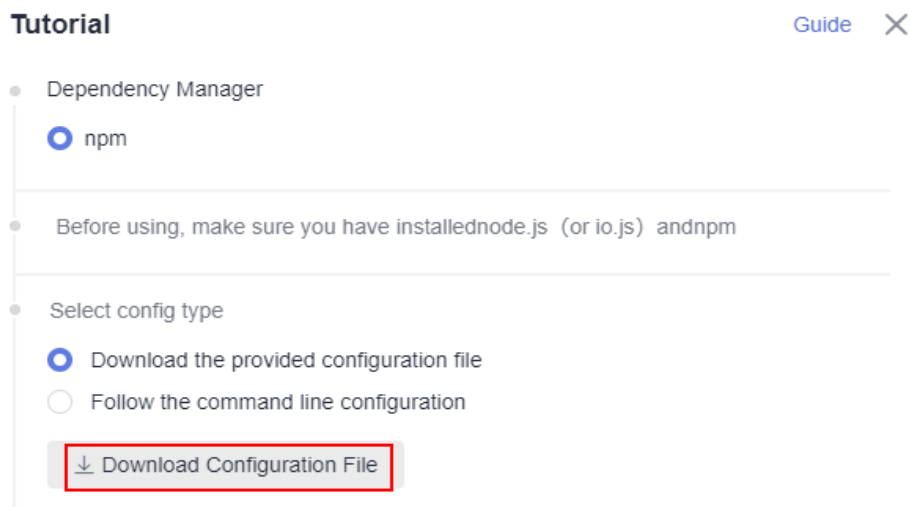 Tutorial
Guide
Dependency Manager
npm
Before using, make sure you have installednode.js（or io.js）andnpm
Select config type
Download the provided configuration file
Follow the command line configuration
Download Configuration File